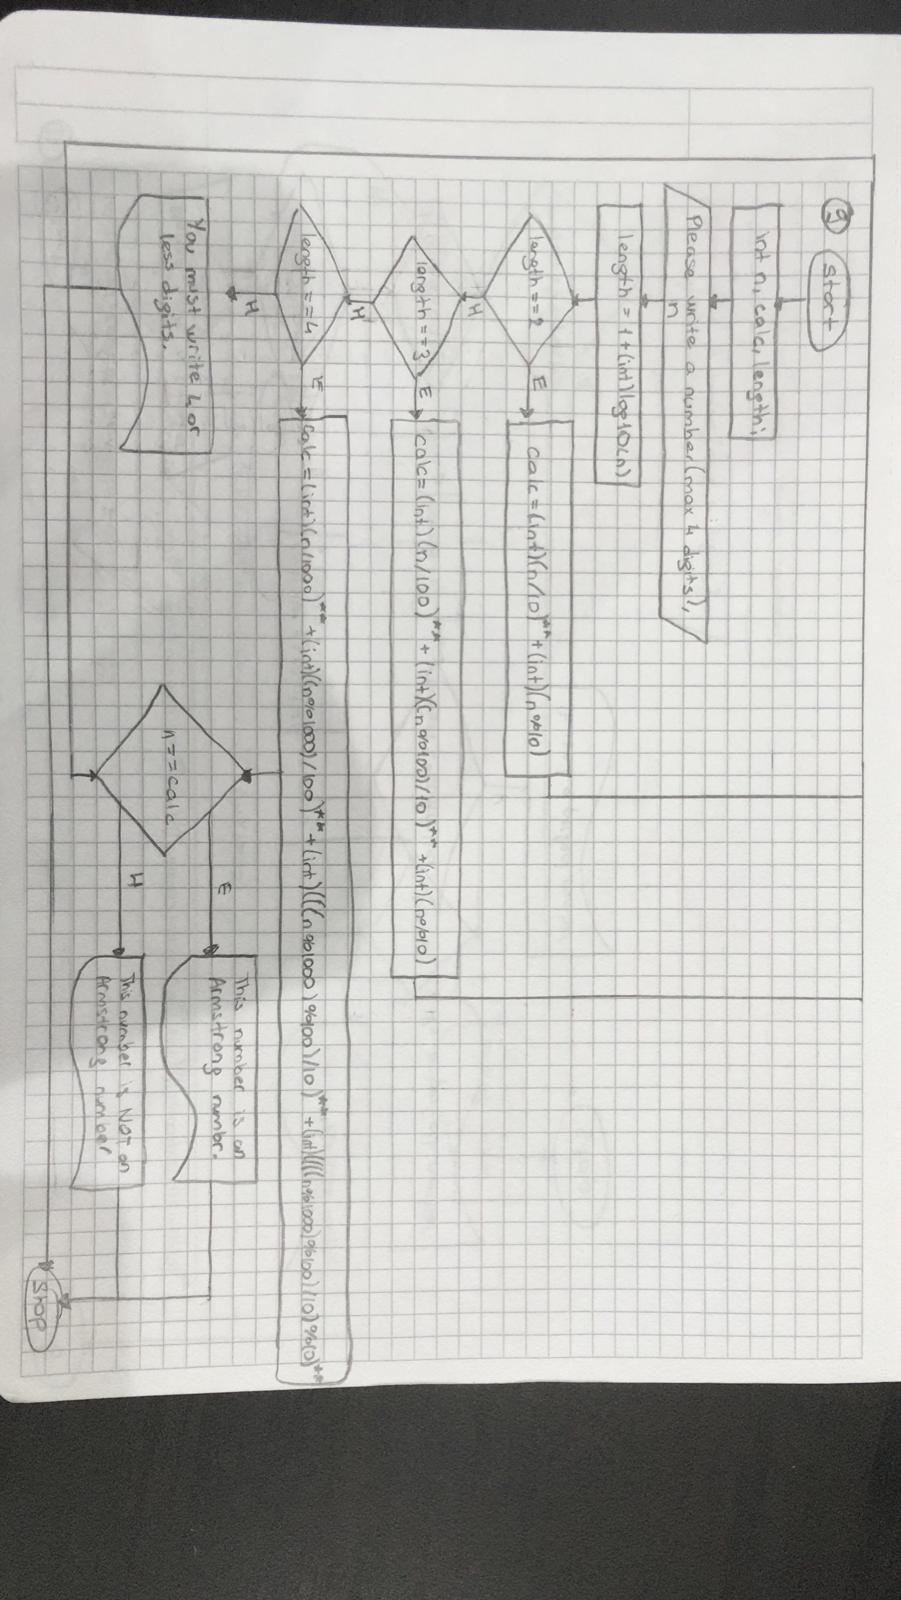 9
Start
int n, calc, length;
Please write a number (max 4 digits),
n
length = 1 + (int) log10(n)
length == 2
E
calc = (int)(n/10)** + (int)(n%10)
H
length == 3
E
calc = (int)(n/100)** + (int)((n%100)/10)** + (int)(n%10)
H
length == 4
E
calc = (int)(n/1000)** + (int)((n%1000)/100)** + (int)(((n%1000)%100)/10)** + (int)((((n%1000)%100)/10)%10)**
H
You must write 4 or
less digits.
n == calc
E
This number is an
Armstrong numbr.
H
This number is NOT an
Armstrong number
Stop